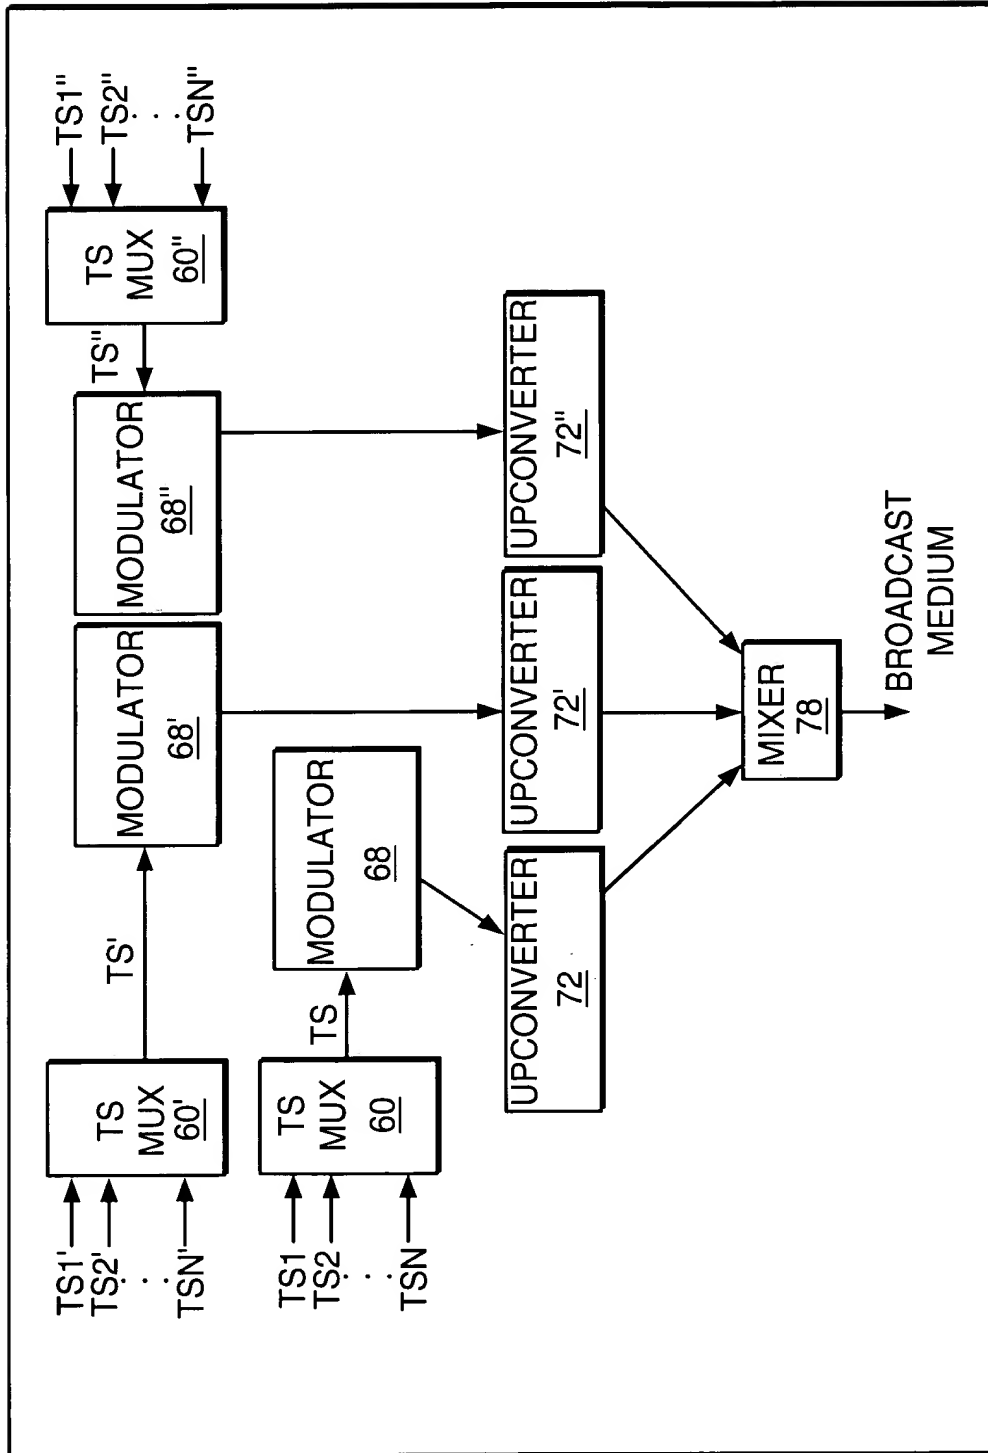 TS1'
TS2'
. . .
TSN'
TS
MUX
60'
TS'
MODULATOR
68'
MODULATOR
68"
TS"
TS
MUX
60"
TS1"
TS2"
. . .
TSN"
TS1
TS2
. . .
TSN
TS
MUX
60
TS
MODULATOR
68
UPCONVERTER
72
UPCONVERTER
72'
UPCONVERTER
72"
MIXER
78
BROADCAST
MEDIUM